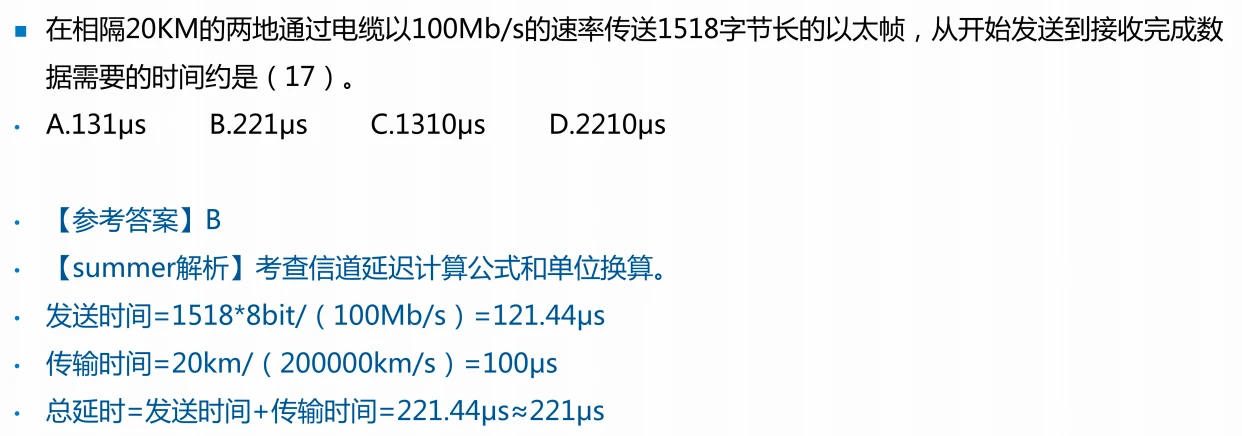 ■ 在相隔20KM的两地通过电缆以100Mb/s的速率传送1518字节长的以太帧，从开始发送到接收完成数
据需要的时间约是（17）。
· A.131μs B.221μs C.1310μs D.2210μs
· 【参考答案】B
· 【summer解析】考查信道延迟计算公式和单位换算。
· 发送时间=1518*8bit/（100Mb/s）=121.44μs
· 传输时间=20km/（200000km/s）=100μs
· 总延时=发送时间+传输时间=221.44μs≈221μs